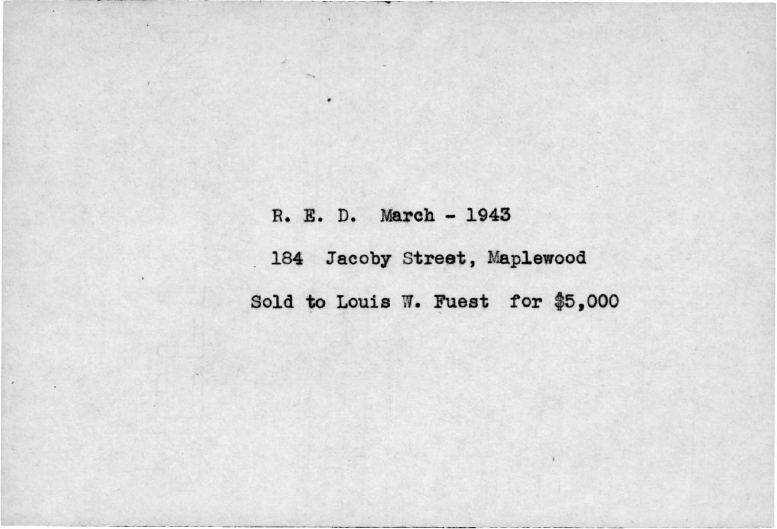 R. E. D. March - 1943
184 Jacoby Street, Maplewood
Sold to Louis W. Fuest for $5,000